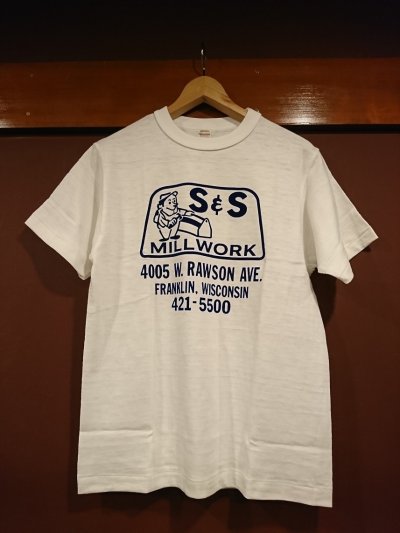 S & S
MILLWORK
4005 W. RAWSON AVE.
FRANKLIN, WISCONSIN
421-5500